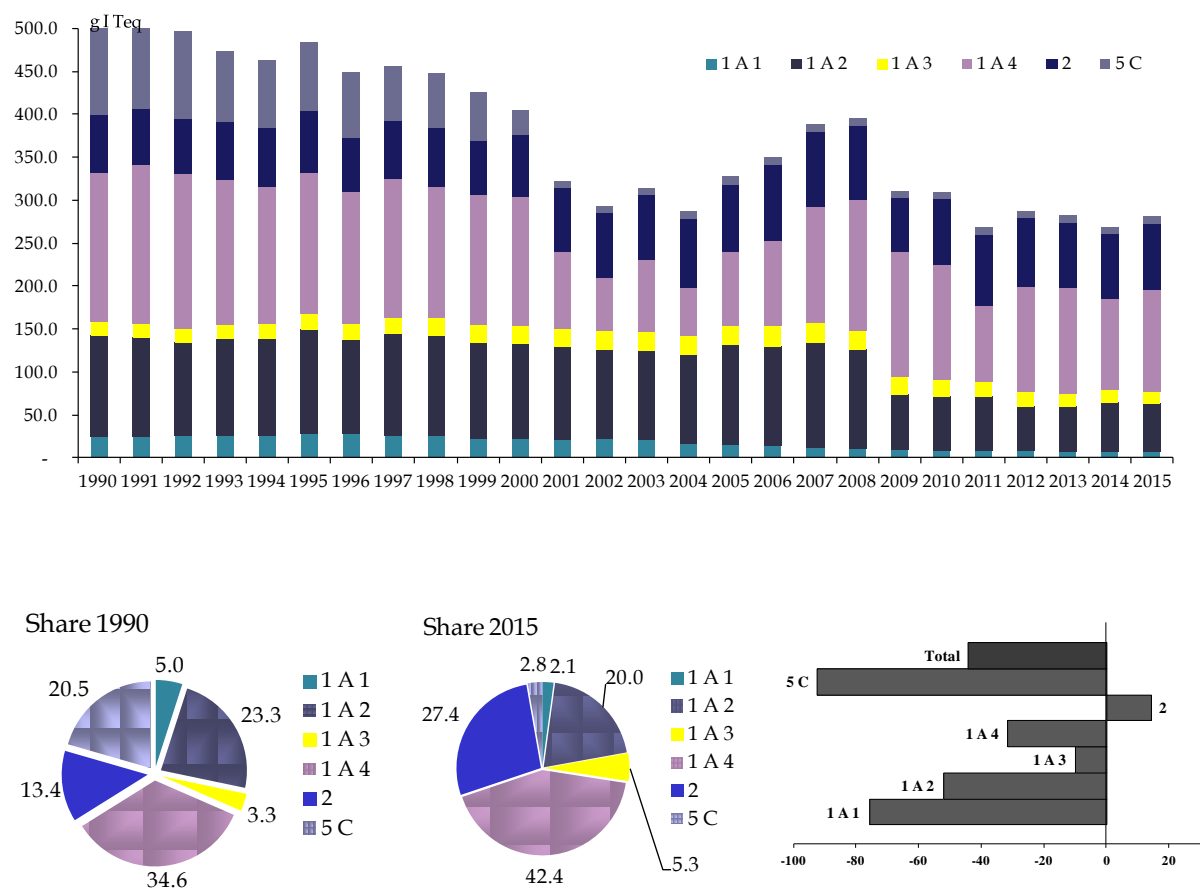 g I Teq
500.0
450.0
400.0
350.0
300.0
250.0
200.0
150.0
100.0
50.0
-
1 A 1 1 A 2 1 A 3 1 A 4 2 5 C
1990 1991 1992 1993 1994 1995 1996 1997 1998 1999 2000 2001 2002 2003 2004 2005 2006 2007 2008 2009 2010 2011 2012 2013 2014 2015
Share 1990
5.0
23.3
3.3
34.6
13.4
20.5
1 A 1
1 A 2
1 A 3
1 A 4
2
5 C
Share 2015
2.8 2.1
20.0
5.3
42.4
27.4
1 A 1
1 A 2
1 A 3
1 A 4
2
5 C
Total
5 C
2
1 A 4
1 A 3
1 A 2
1 A 1
-100 -80 -60 -40 -20 0 20